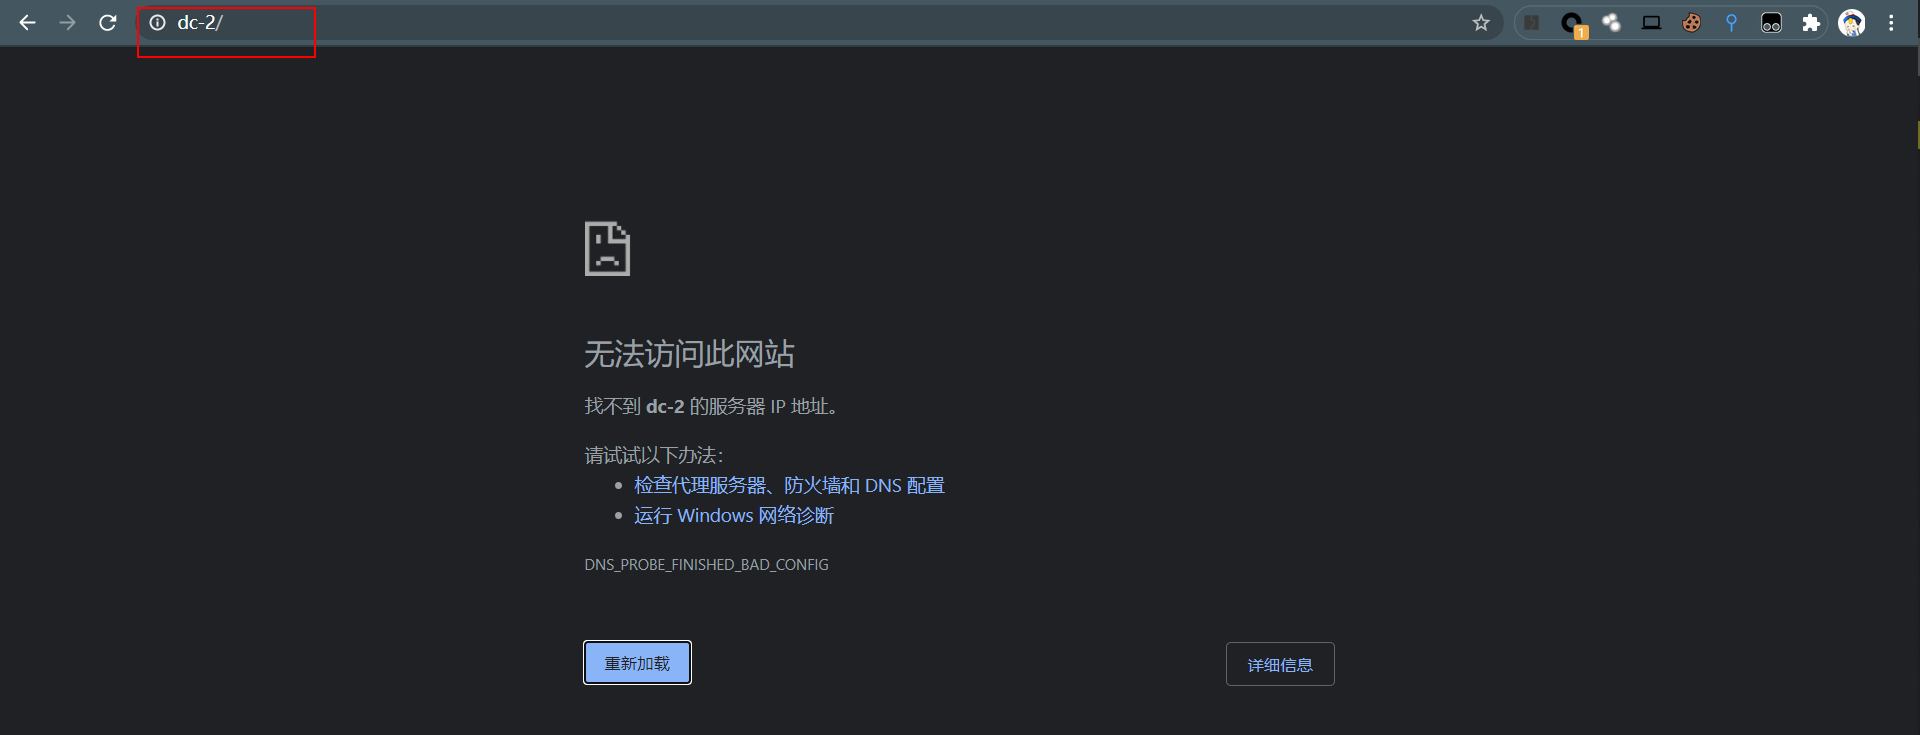 dc-2/
1
无法访问此网站
找不到 dc-2 的服务器 IP 地址。
请试试以下办法：
检查代理服务器、防火墙和 DNS 配置
运行 Windows 网络诊断
DNS_PROBE_FINISHED_BAD_CONFIG
重新加载
详细信息